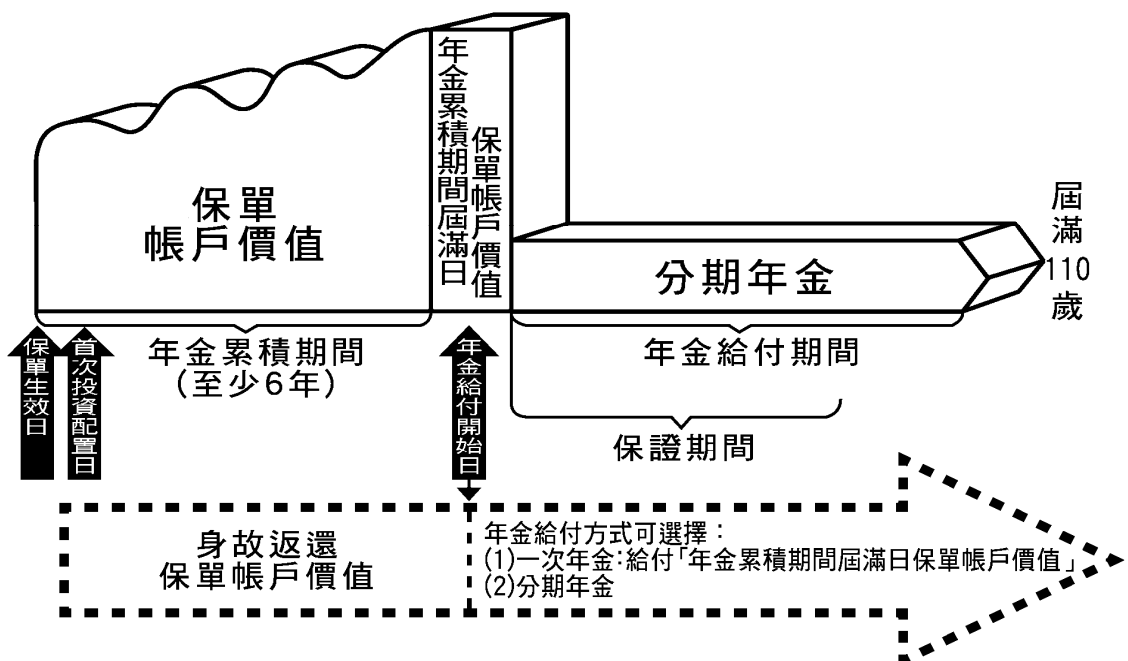 保單
帳戶價值
年金累積期間屆滿日
保單帳戶價值
分期年金
屆滿110歲
保單生效日
首次投資配置日
年金累積期間
(至少6年)
年金給付開始日
年金給付期間
保證期間
身故返還
保單帳戶價值
年金給付方式可選擇：
(1)一次年金:給付「年金累積期間屆滿日保單帳戶價值」
(2)分期年金